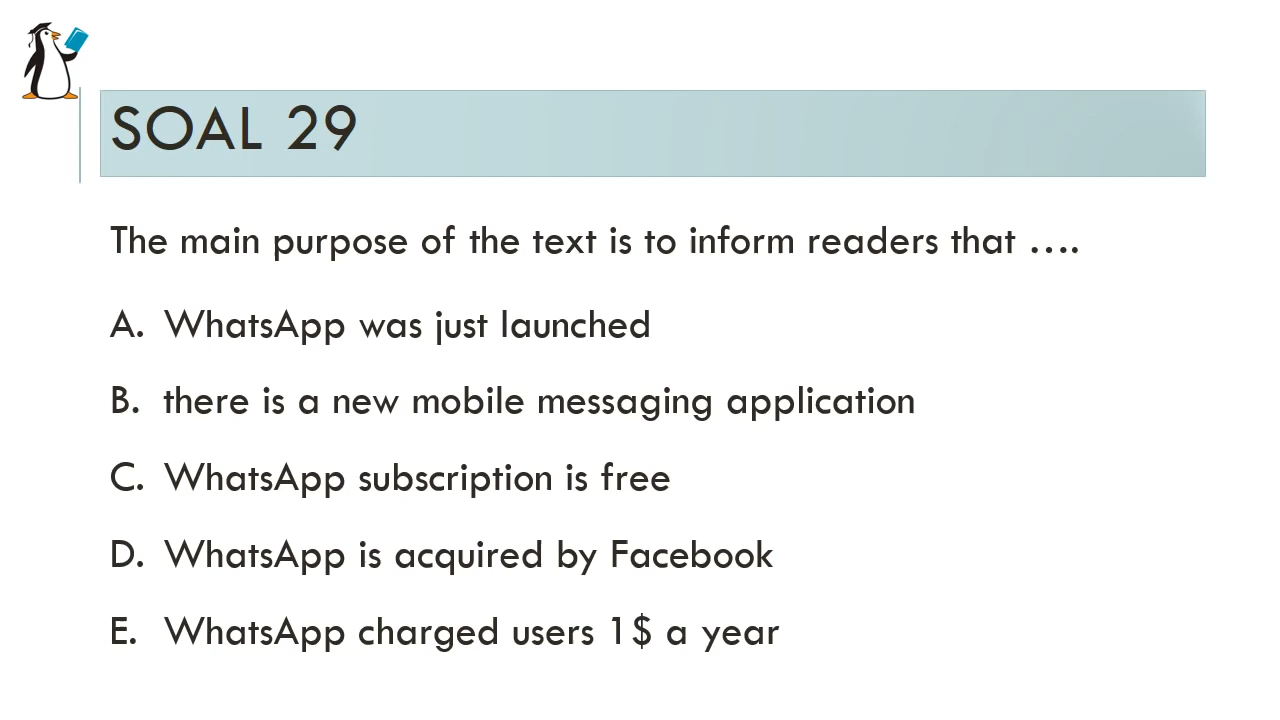 SOAL 29
The main purpose of the text is to inform readers that ....
A. WhatsApp was just launched
B. there is a new mobile messaging application
C. WhatsApp subscription is free
D. WhatsApp is acquired by Facebook
E. WhatsApp charged users 1$ a year